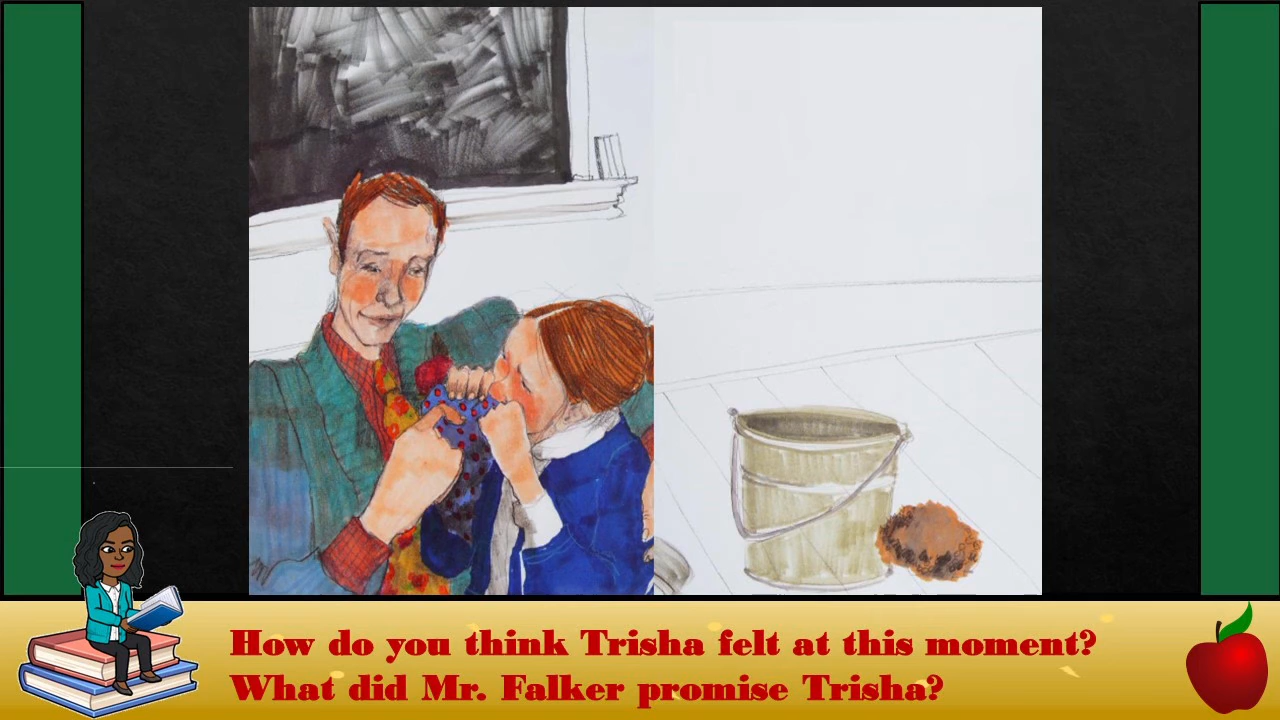 How do you think Trisha felt at this moment?
What did Mr. Falker promise Trisha?